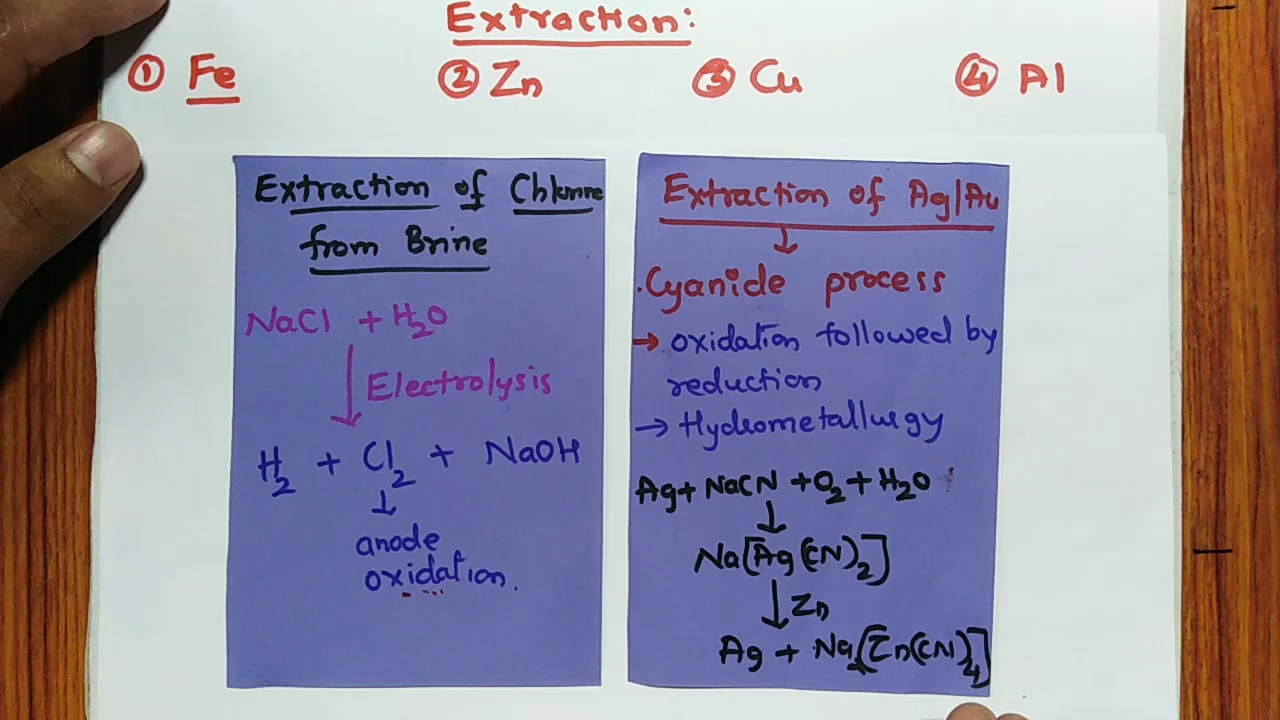 Extraction:
① Fe ② Zn ③ Cu ④ Al
Extraction of Chlorine
from Brine
NaCl + H₂O
Electrolysis
H₂ + Cl₂ + NaOH
anode
oxidation.
Extraction of Ag/Au
Cyanide process
→ oxidation followed by
reduction
→ Hydrometallurgy
Ag + NaCN + O₂ + H₂O
↓
Na[Ag(CN)₂]
↓ Zn
Ag + Na₂[Zn(CN)₄]